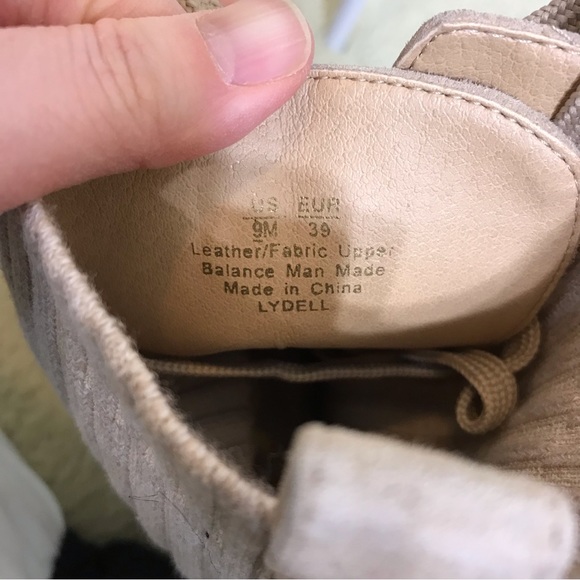 US EUR
9M 39
Leather/Fabric Upper
Balance Man Made
Made in China
LYDELL